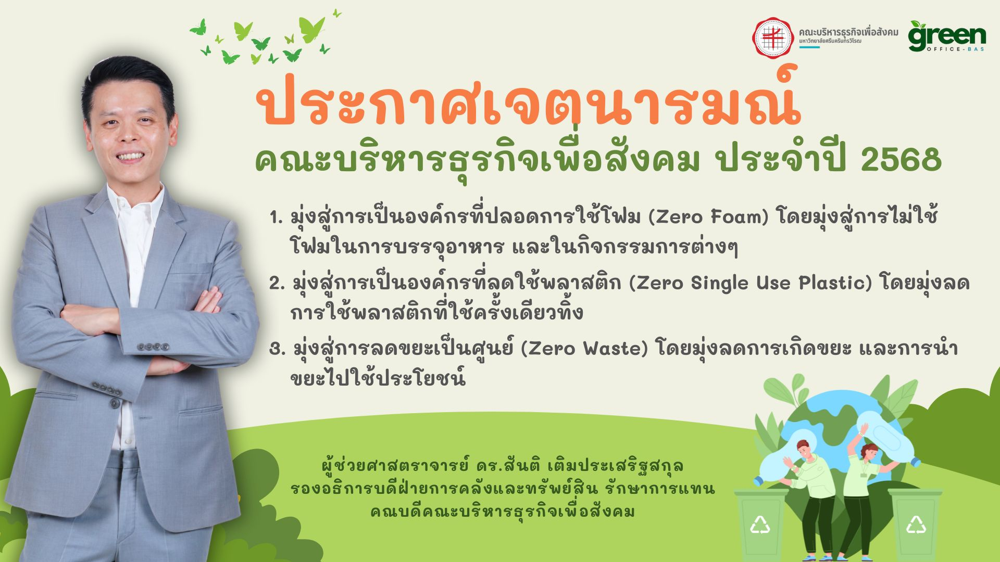 คณะบริหารธุรกิจเพื่อสังคม
มหาวิทยาลัยศรีนครินทรวิโรฒ
green
OFFICE-BAS
ประกาศเจตนารมณ์
คณะบริหารธุรกิจเพื่อสังคม ประจำปี 2568
1. มุ่งสู่การเป็นองค์กรที่ปลอดการใช้โฟม (Zero Foam) โดยมุ่งสู่การไม่ใช้
โฟมในการบรรจุอาหาร และในกิจกรรมการต่างๆ
2. มุ่งสู่การเป็นองค์กรที่ลดใช้พลาสติก (Zero Single Use Plastic) โดยมุ่งลด
การใช้พลาสติกที่ใช้ครั้งเดียวทิ้ง
3. มุ่งสู่การลดขยะเป็นศูนย์ (Zero Waste) โดยมุ่งลดการเกิดขยะ และการนำ
ขยะไปใช้ประโยชน์
ผู้ช่วยศาสตราจารย์ ดร.สันติ เติมประเสริฐสกุล
รองอธิการบดีฝ่ายการคลังและทรัพย์สิน รักษาการแทน
คณบดีคณะบริหารธุรกิจเพื่อสังคม